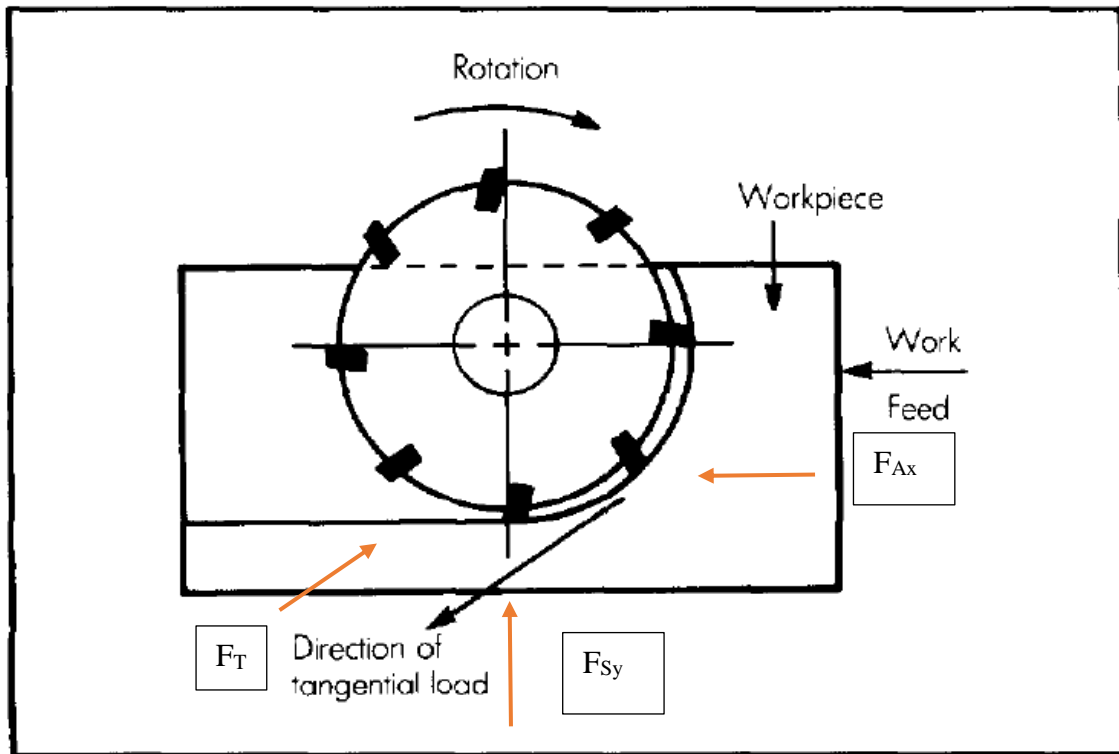 Rotation
Workpiece
Work
Feed
FAx
FT
Direction of
tangential load
FSy